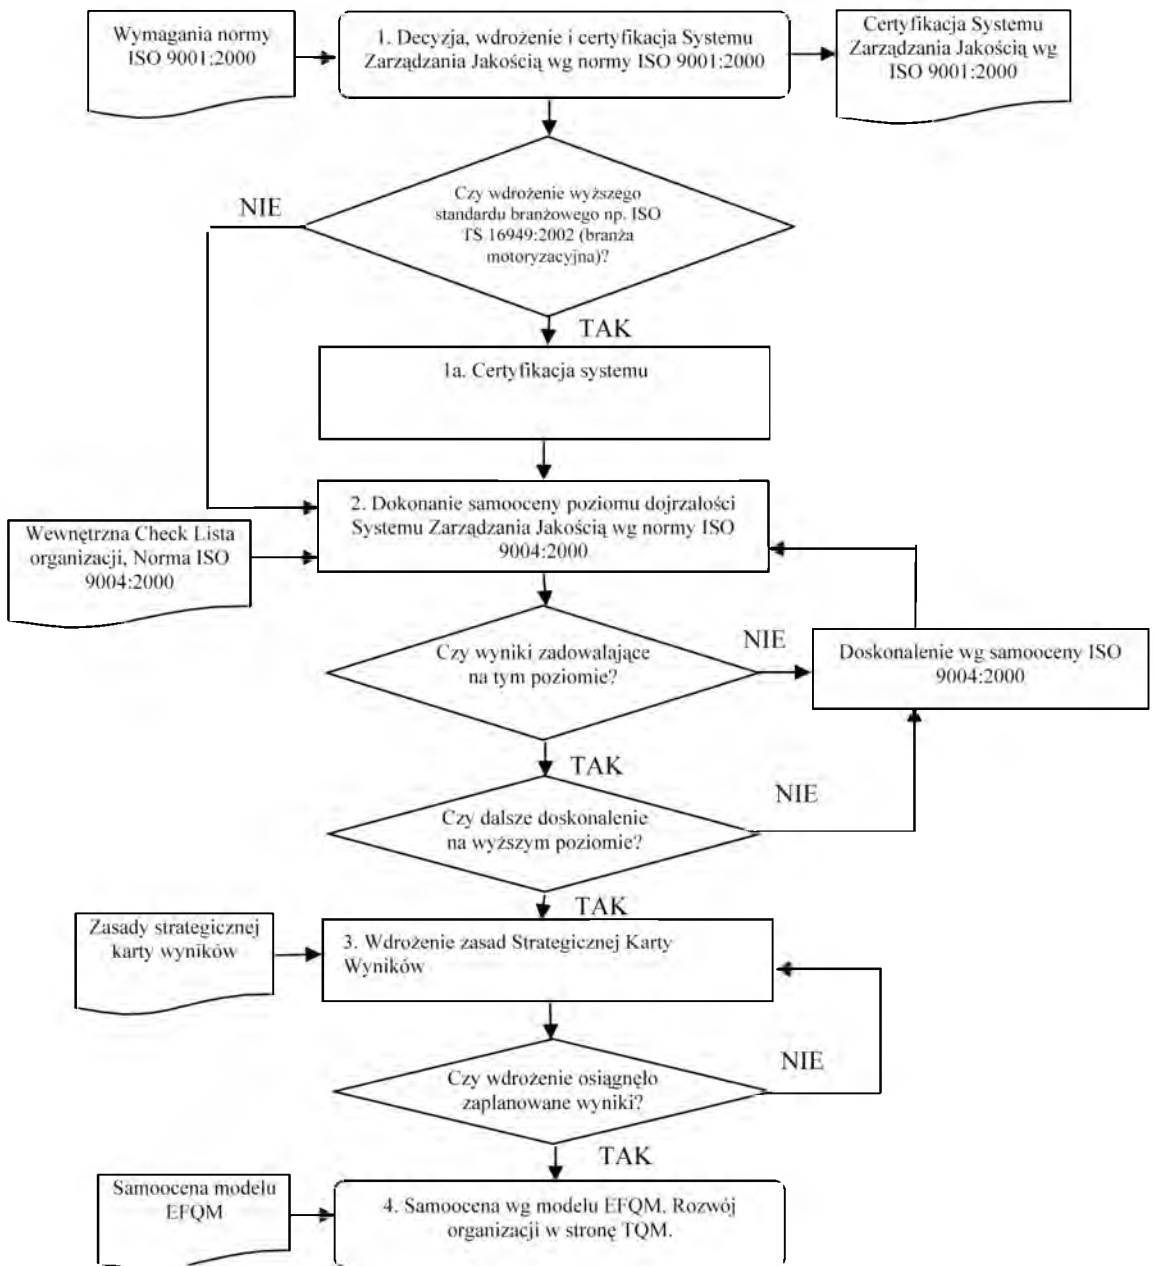 Wymagania normy
ISO 9001:2000
1. Decyzja, wdrożenie i certyfikacja Systemu
Zarządzania Jakością wg normy ISO 9001:2000
Certyfikacja Systemu
Zarządzania Jakością wg
ISO 9001:2000
Czy wdrożenie wyższego
standardu branżowego np. ISO
TS 16949:2002 (branża
motoryzacyjna)?
NIE
TAK
1a. Certyfikacja systemu
2. Dokonanie samooceny poziomu dojrzałości
Systemu Zarządzania Jakością wg normy ISO
9004:2000
Wewnętrzna Check Lista
organizacji, Norma ISO
9004:2000
Czy wyniki zadowalające
na tym poziomie?
NIE
Doskonalenie wg samooceny ISO
9004:2000
TAK
Czy dalsze doskonalenie
na wyższym poziomie?
NIE
TAK
Zasady strategicznej
karty wyników
3. Wdrożenie zasad Strategicznej Karty
Wyników
Czy wdrożenie osiągnęło
zaplanowane wyniki?
NIE
TAK
Samoocena modelu
EFQM
4. Samoocena wg modelu EFQM. Rozwój
organizacji w stronę TQM.